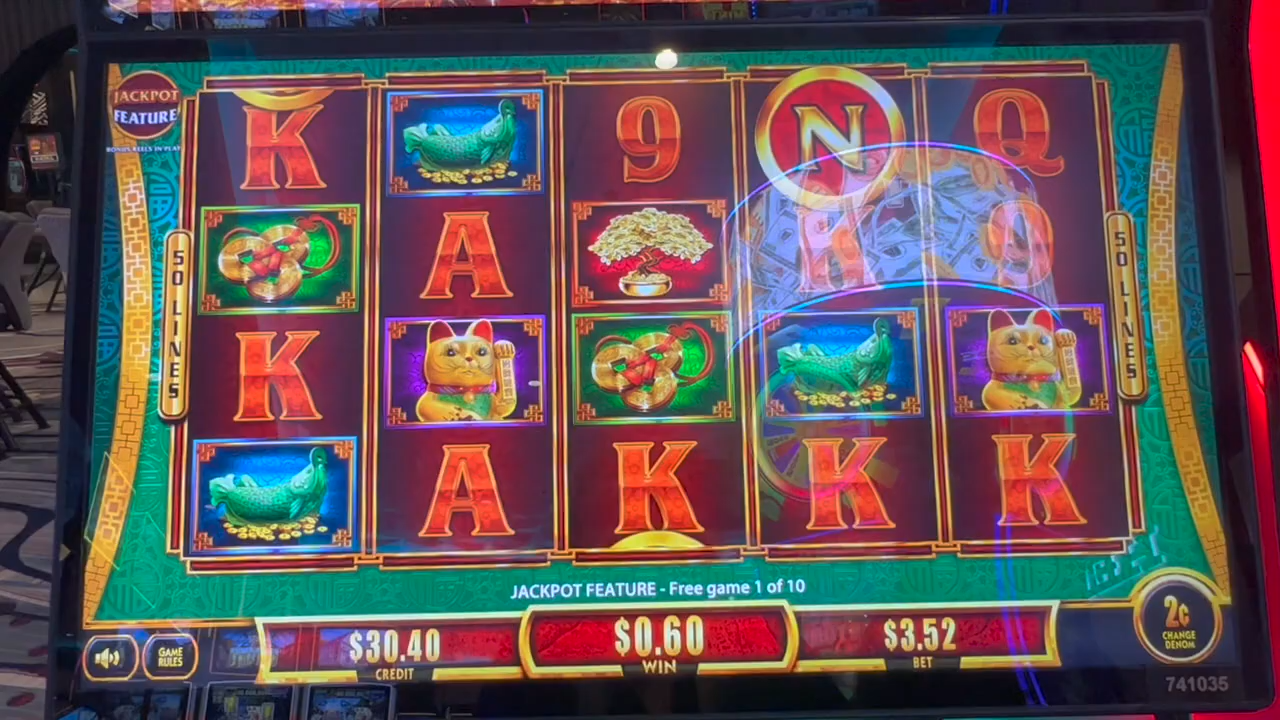 JACKPOT
FEATURE
BONUS REELS IN PLAY
K 9 N Q
A K Q
K
A K K K
50 LINES
50 LINES
JACKPOT FEATURE - Free game 1 of 10
$30.40
CREDIT
$0.60
WIN
$3.52
BET
2¢
CHANGE
DENOM
GAME
RULES
741035